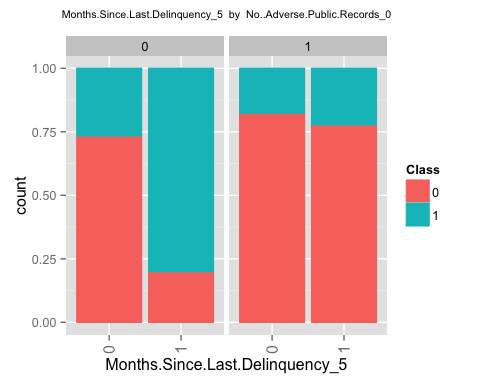 Months.Since.Last.Delinquency_5 by No..Adverse.Public.Records_0
0 1
1.00
0.75
0.50
0.25
0.00
count
0 1 0 1
Months.Since.Last.Delinquency_5
Class
0
1